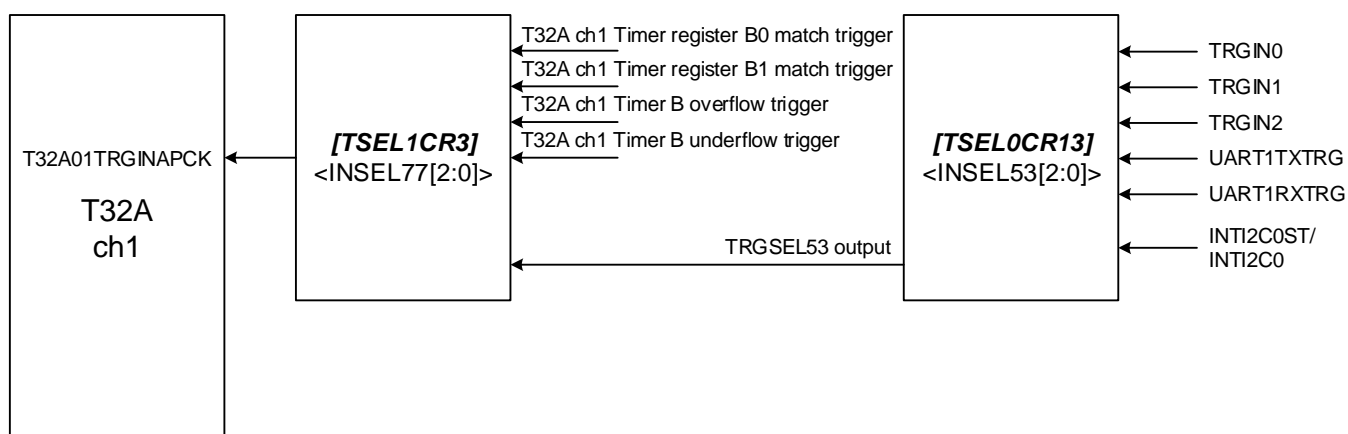 T32A01TRGINAPCK
T32A
ch1
[TSEL1CR3]
<INSEL77[2:0]>
T32A ch1 Timer register B0 match trigger
T32A ch1 Timer register B1 match trigger
T32A ch1 Timer B overflow trigger
T32A ch1 Timer B underflow trigger
TRGSEL53 output
[TSEL0CR13]
<INSEL53[2:0]>
TRGIN0
TRGIN1
TRGIN2
UART1TXTRG
UART1RXTRG
INTI2C0ST/
INTI2C0